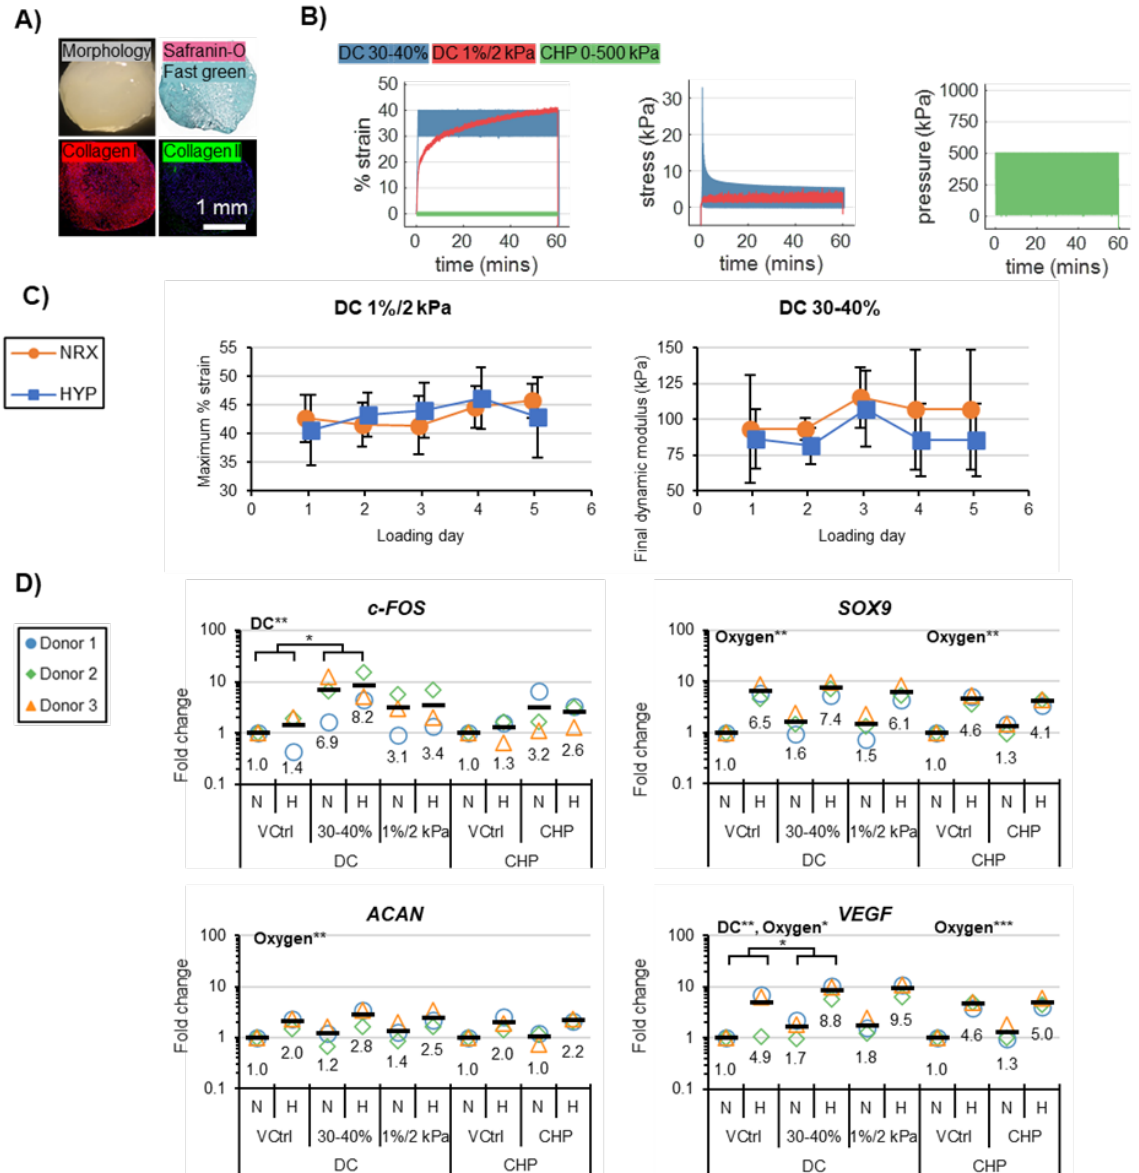 A)
Morphology
Safranin-O
Fast green
Collagen I
Collagen II
1 mm
B)
DC 30-40% DC 1%/2 kPa CHP 0-500 kPa
50
40
30
20
10
0
% strain
0 20 40 60
time (mins)
30
20
10
0
stress (kPa)
0 20 40 60
time (mins)
1000
750
500
250
0
pressure (kPa)
0 20 40 60
time (mins)
C)
NRX
HYP
DC 1%/2 kPa
55
50
45
40
35
30
Maximum % strain
0 1 2 3 4 5 6
Loading day
DC 30-40%
150
125
100
75
50
Final dynamic modulus (kPa)
0 1 2 3 4 5 6
Loading day
D)
Donor 1
Donor 2
Donor 3
c-FOS
DC**
*
100
10
1
0.1
Fold change
1.0 1.4 6.9 8.2 3.1 3.4 1.0 1.3 3.2 2.6
N H N H N H N H N H
VCtrl 30-40% 1%/2 kPa VCtrl CHP
DC CHP
SOX9
Oxygen** Oxygen**
100
10
1
0.1
Fold change
1.0 6.5 1.6 7.4 1.5 6.1 1.0 4.6 1.3 4.1
N H N H N H N H N H
VCtrl 30-40% 1%/2 kPa VCtrl CHP
DC CHP
ACAN
Oxygen**
100
10
1
0.1
Fold change
1.0 2.0 1.2 2.8 1.4 2.5 1.0 2.0 1.0 2.2
N H N H N H N H N H
VCtrl 30-40% 1%/2 kPa VCtrl CHP
DC CHP
VEGF
DC**, Oxygen* Oxygen***
*
100
10
1
0.1
Fold change
1.0 4.9 1.7 8.8 1.8 9.5 1.0 4.6 1.3 5.0
N H N H N H N H N H
VCtrl 30-40% 1%/2 kPa VCtrl CHP
DC CHP